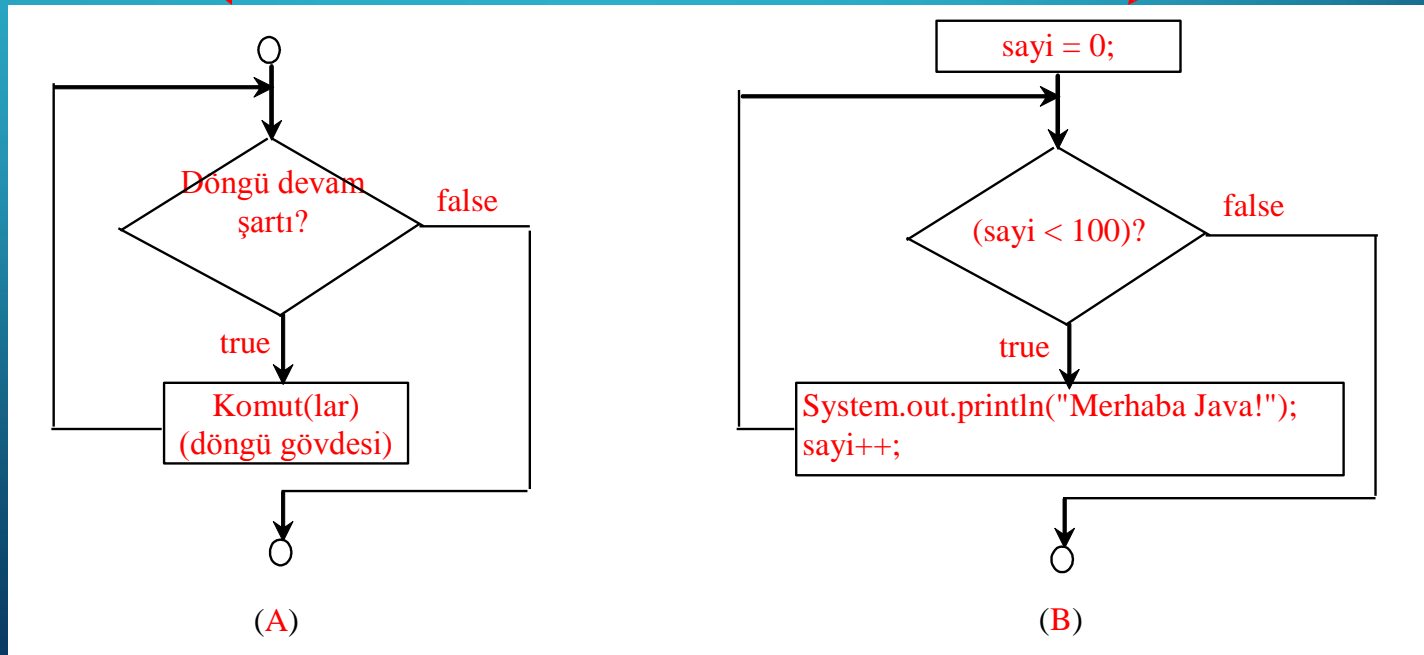 Döngü devam
şartı?
false
true
Komut(lar)
(döngü gövdesi)
(A)
sayi = 0;
(sayi < 100)?
false
true
System.out.println("Merhaba Java!");
sayi++;
(B)